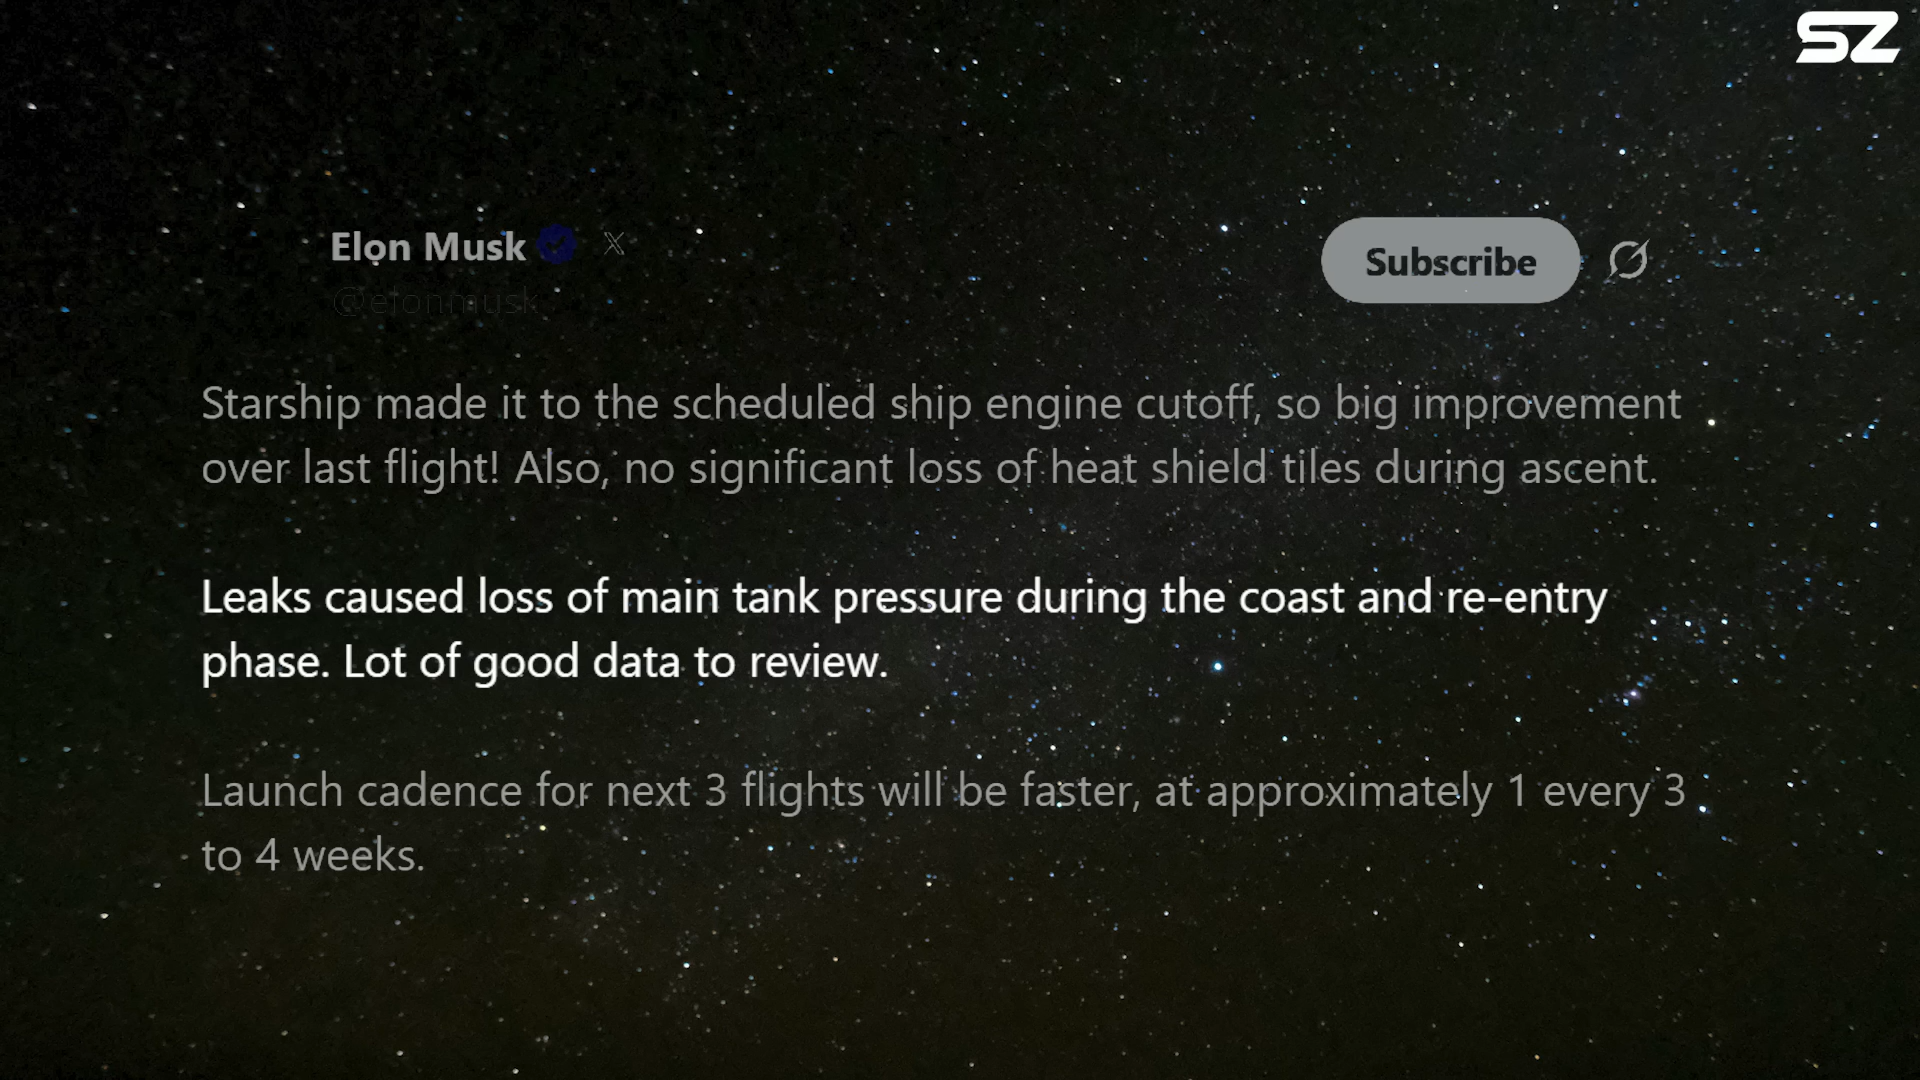 SZ
Elon Musk
Subscribe
@elonmusk
Starship made it to the scheduled ship engine cutoff, so big improvement
over last flight! Also, no significant loss of heat shield tiles during ascent.
Leaks caused loss of main tank pressure during the coast and re-entry
phase. Lot of good data to review.
Launch cadence for next 3 flights will be faster, at approximately 1 every 3
to 4 weeks.